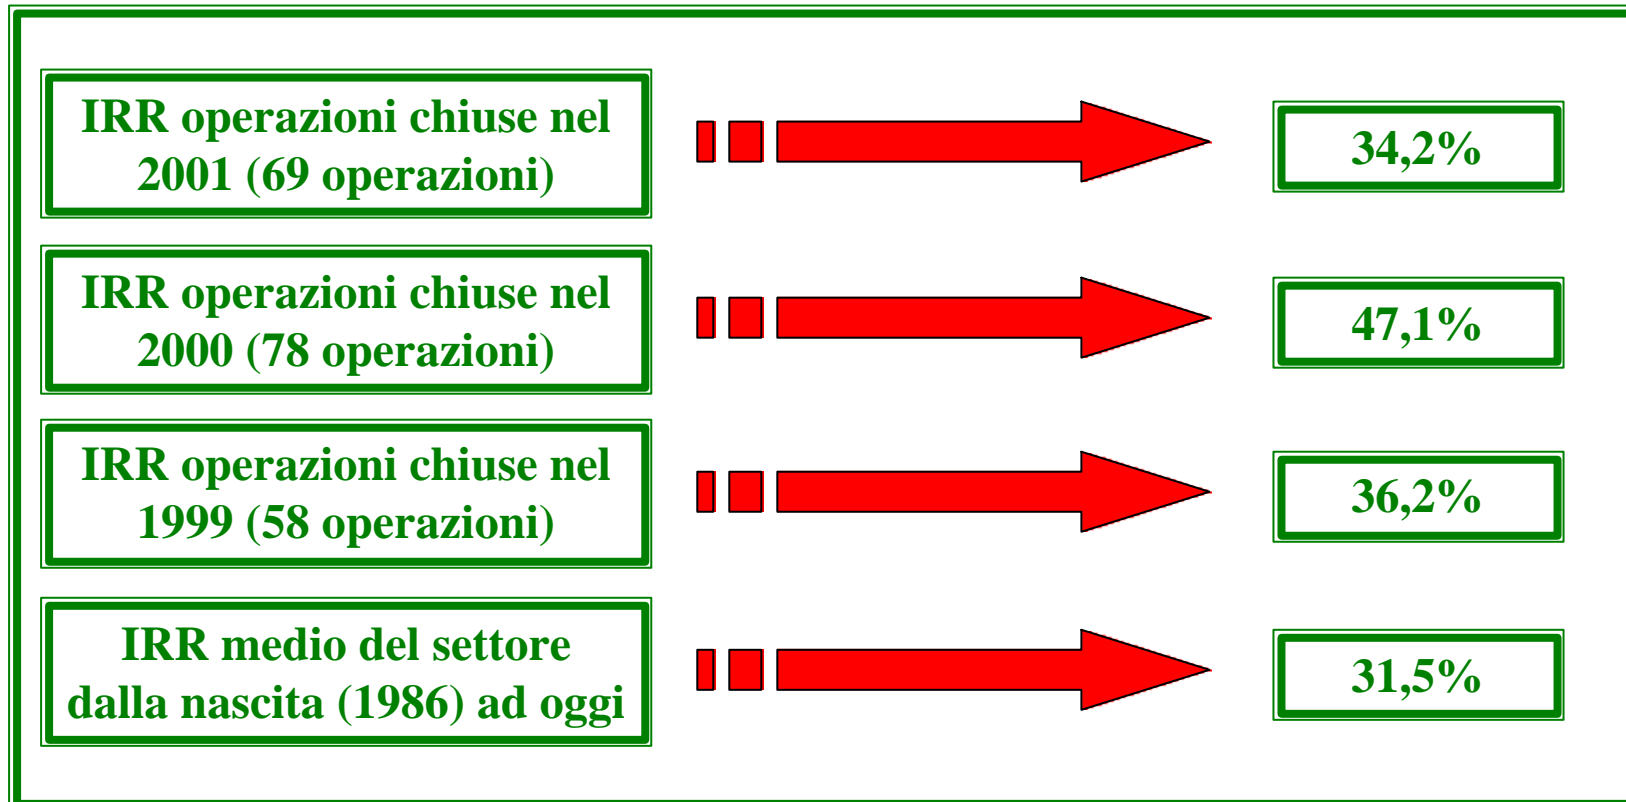 IRR operazioni chiuse nel
2001 (69 operazioni)
34,2%
IRR operazioni chiuse nel
2000 (78 operazioni)
47,1%
IRR operazioni chiuse nel
1999 (58 operazioni)
36,2%
IRR medio del settore
dalla nascita (1986) ad oggi
31,5%